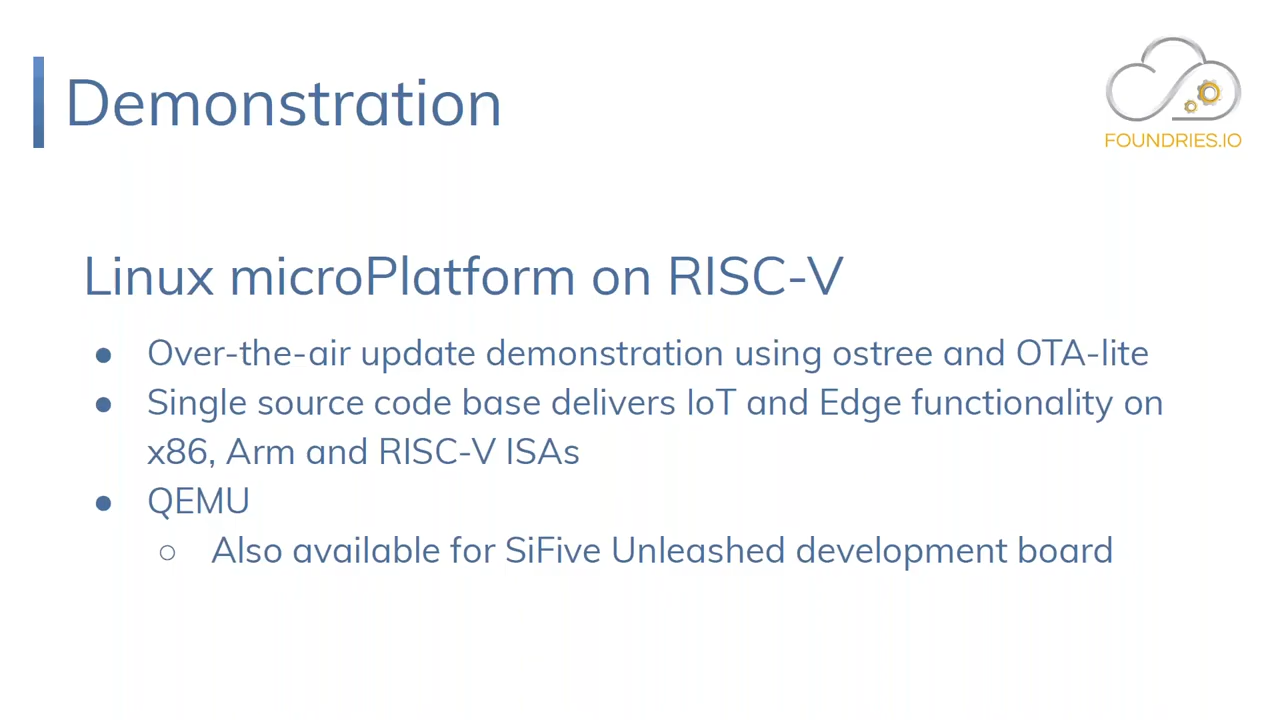 Demonstration
FOUNDRIES.IO
Linux microPlatform on RISC-V
● Over-the-air update demonstration using ostree and OTA-lite
● Single source code base delivers IoT and Edge functionality on
x86, Arm and RISC-V ISAs
● QEMU
○ Also available for SiFive Unleashed development board